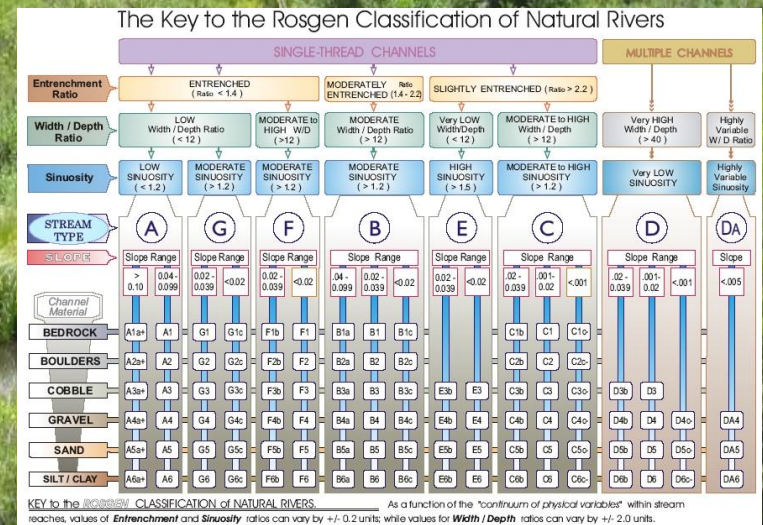 The Key to the Rosgen Classification of Natural Rivers
SINGLE-THREAD CHANNELS
MULTIPLE CHANNELS
Entrenchment Ratio
ENTRENCHED (Ratio < 1.4)
MODERATELY ENTRENCHED Ratio (1.4 - 2.2)
SLIGHTLY ENTRENCHED (Ratio > 2.2)
Width / Depth Ratio
LOW Width / Depth Ratio (< 12)
MODERATE to HIGH W/D (>12)
MODERATE Width / Depth Ratio (> 12)
Very LOW Width/Depth (< 12)
MODERATE to HIGH Width / Depth (> 12)
Very HIGH Width / Depth (> 40)
Highly Variable W/ D Ratio
Sinuosity
LOW SINUOSITY (< 1.2)
MODERATE SINUOSITY (> 1.2)
MODERATE SINUOSITY (> 1.2)
MODERATE SINUOSITY (> 1.2)
HIGH SINUOSITY (> 1.5)
MODERATE to HIGH SINUOSITY (> 1.2)
Very LOW SINUOSITY
Highly Variable Sinuosity
STREAM TYPE
A G F B E C D DA
SLOPE
Slope Range Slope Range Slope Range Slope Range Slope Range Slope Range Slope Range Slope
> 0.10 0.04 - 0.099 0.02 - 0.039 <0.02 0.02 - 0.039 <0.02 .04 - 0.099 0.02 - 0.039 <0.02 0.02 - 0.039 <0.02 .02 - 0.039 .001- 0.02 <.001 .02 - 0.039 .001- 0.02 <.001 <.005
Channel Material
BEDROCK A1a+ A1 G1 G1c F1b F1 B1a B1 B1c C1b C1 C1c-
BOULDERS A2a+ A2 G2 G2c F2b F2 B2a B2 B2c C2b C2 C2c-
COBBLE A3a+ A3 G3 G3c F3b F3 B3a B3 B3c E3b E3 C3b C3 C3c- D3b D3
GRAVEL A4a+ A4 G4 G4c F4b F4 B4a B4 B4c E4b E4 C4b C4 C4c- D4b D4 D4c- DA4
SAND A5a+ A5 G5 G5c F5b F5 B5a B5 B5c E5b E5 C5b C5 C5c- D5b D5 D5c- DA5
SILT / CLAY A6a+ A6 G6 G6c F6b F6 B6a B6 B6c E6b E6 C6b C6 C6c- D6b D6 D6c- DA6
KEY to the ROSGEN CLASSIFICATION of NATURAL RIVERS. As a function of the "continuum of physical variables" within stream
reaches, values of Entrenchment and Sinuosity ratios can vary by +/- 0.2 units; while values for Width / Depth ratios can vary by +/- 2.0 units.